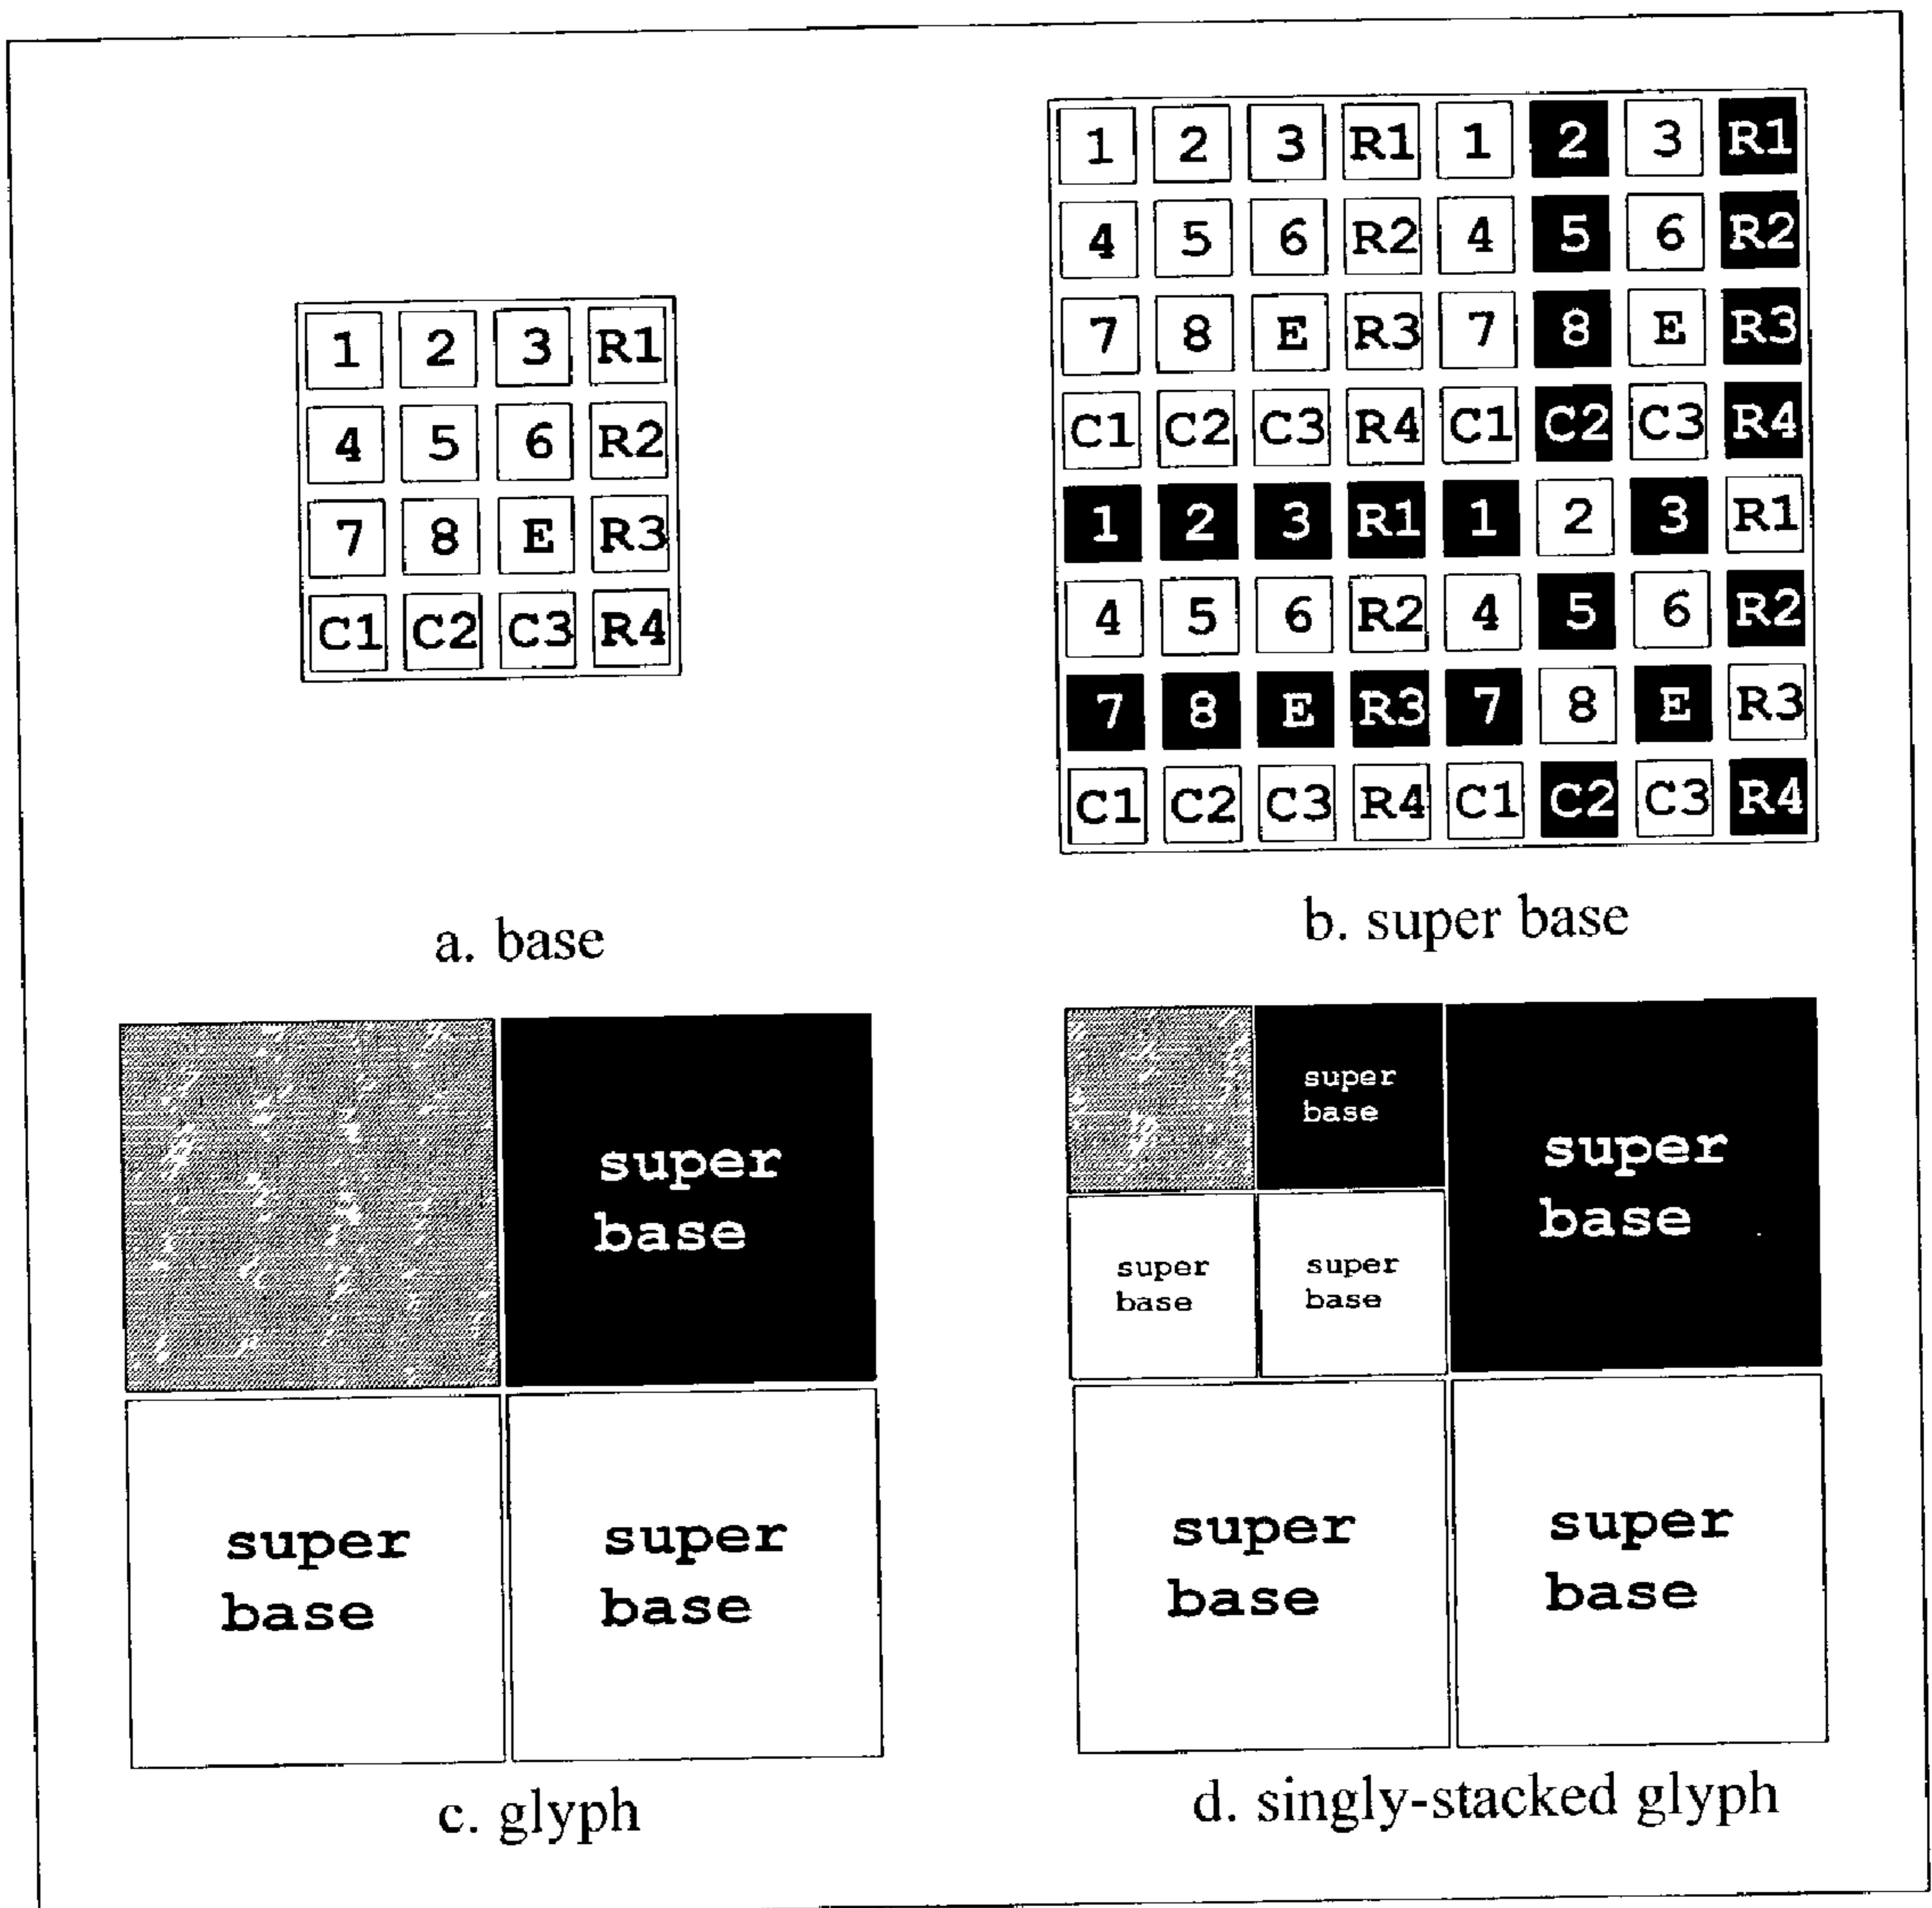 1 2 3 R1
4 5 6 R2
7 8 E R3
C1 C2 C3 R4
a. base
1 2 3 R1 1 2 3 R1
4 5 6 R2 4 5 6 R2
7 8 E R3 7 8 E R3
C1 C2 C3 R4 C1 C2 C3 R4
1 2 3 R1 1 2 3 R1
4 5 6 R2 4 5 6 R2
7 8 E R3 7 8 E R3
C1 C2 C3 R4 C1 C2 C3 R4
b. super base
super
base
super
base
super
base
c. glyph
super
base
super
base
super
base
super
base
super
base
super
base
d. singly-stacked glyph